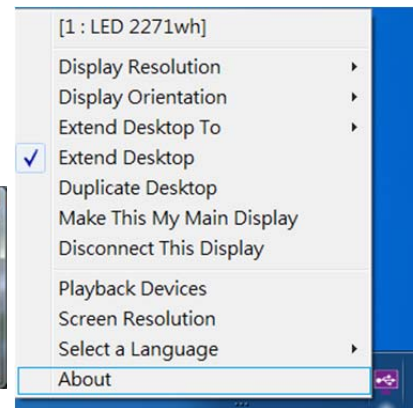 [1 : LED 2271wh]
Display Resolution
Display Orientation
Extend Desktop To
Extend Desktop
Duplicate Desktop
Make This My Main Display
Disconnect This Display
Playback Devices
Screen Resolution
Select a Language
About